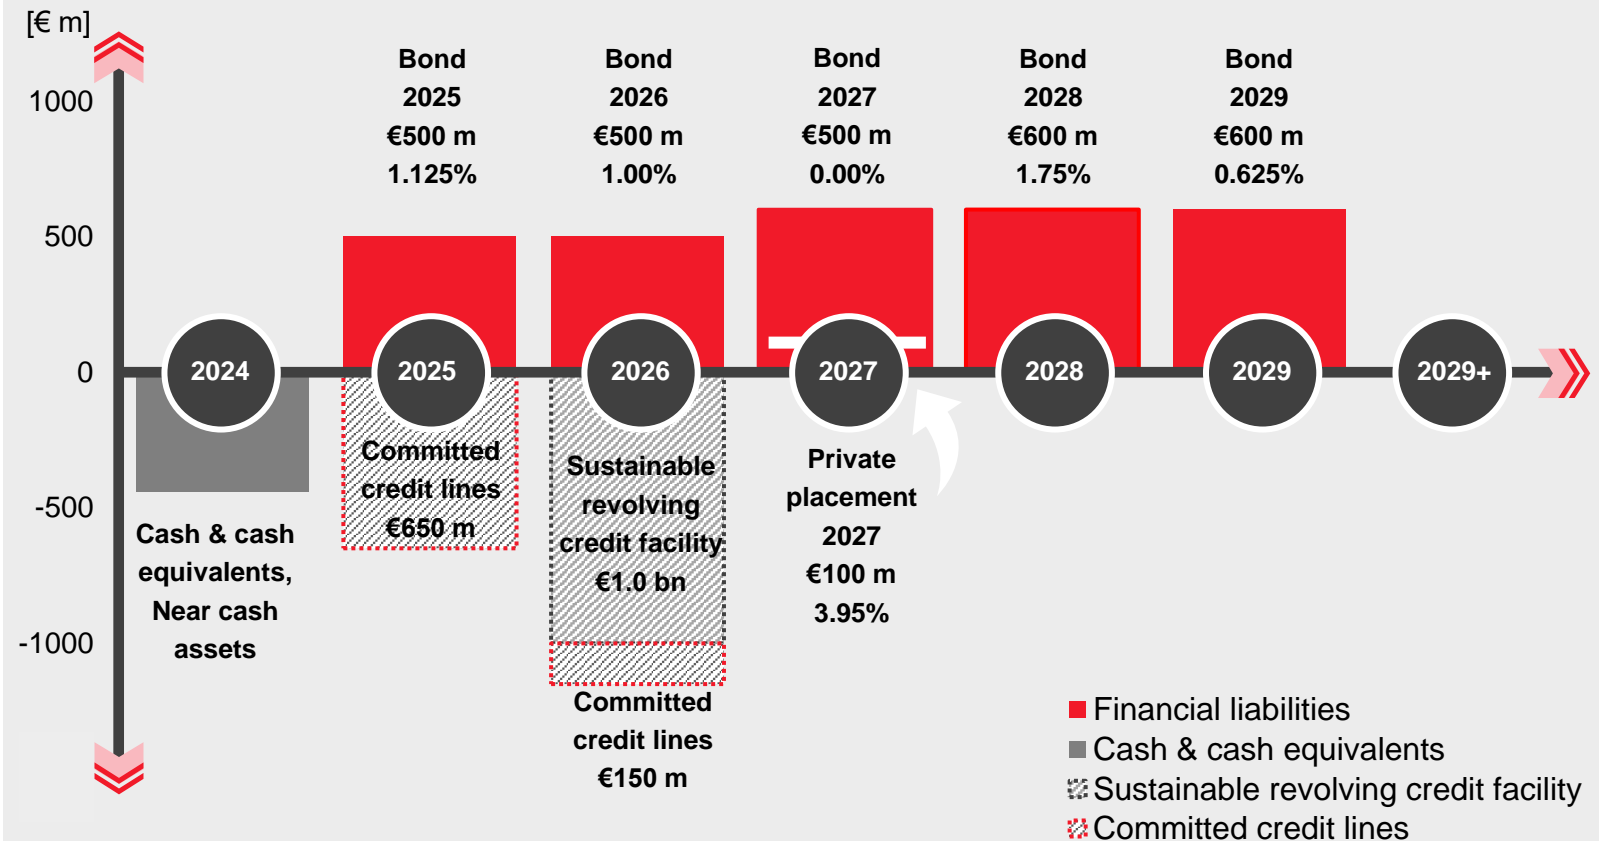 [€ m]
1000
500
0
-500
-1000
Bond
2025
€500 m
1.125%
Bond
2026
€500 m
1.00%
Bond
2027
€500 m
0.00%
Bond
2028
€600 m
1.75%
Bond
2029
€600 m
0.625%
2024
2025
2026
2027
2028
2029
2029+
Cash & cash
equivalents,
Near cash
assets
Committed
credit lines
€650 m
Sustainable
revolving
credit facility
€1.0 bn
Committed
credit lines
€150 m
Private
placement
2027
€100 m
3.95%
Financial liabilities
Cash & cash equivalents
Sustainable revolving credit facility
Committed credit lines